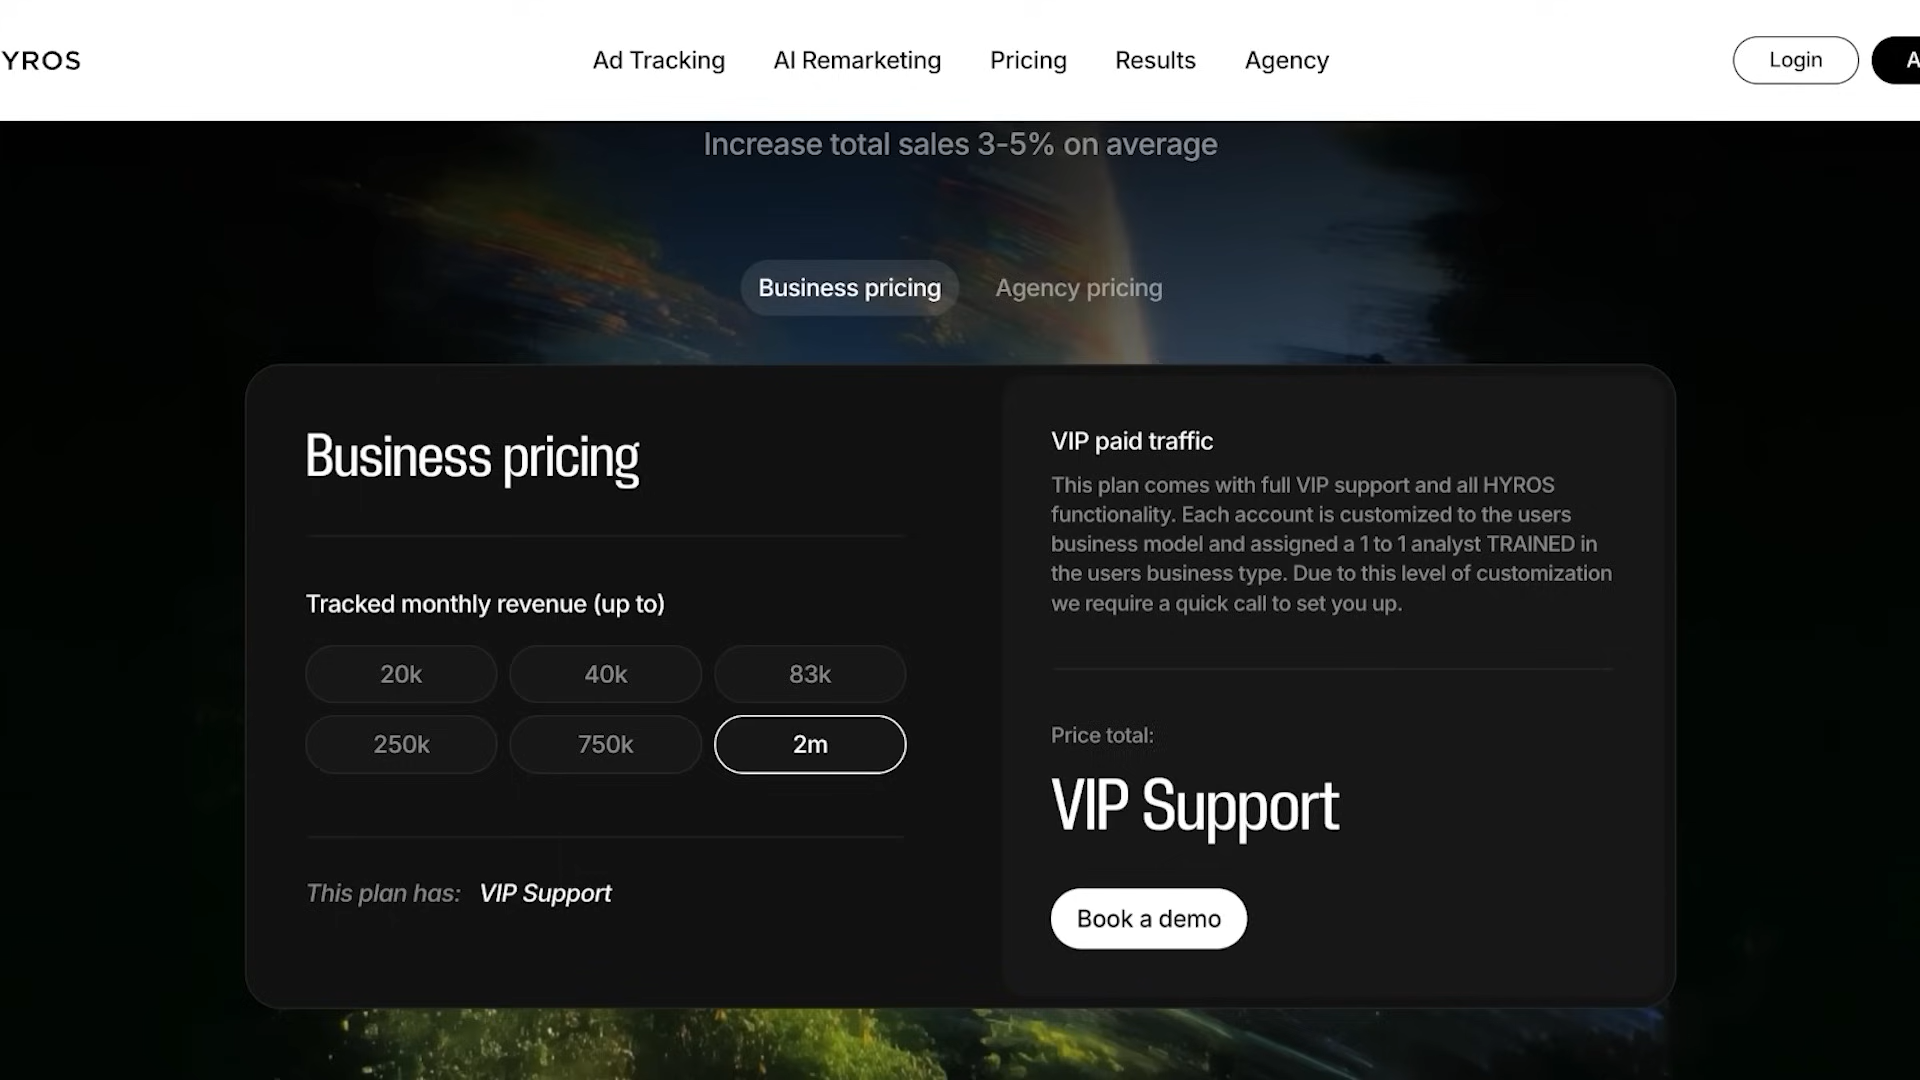 YROS
Ad Tracking
AI Remarketing
Pricing
Results
Agency
Login
A
Increase total sales 3-5% on average
Business pricing
Agency pricing
Business pricing
Tracked monthly revenue (up to)
20k
40k
83k
250k
750k
2m
This plan has: VIP Support
VIP paid traffic
This plan comes with full VIP support and all HYROS
functionality. Each account is customized to the users
business model and assigned a 1 to 1 analyst TRAINED in
the users business type. Due to this level of customization
we require a quick call to set you up.
Price total:
VIP Support
Book a demo